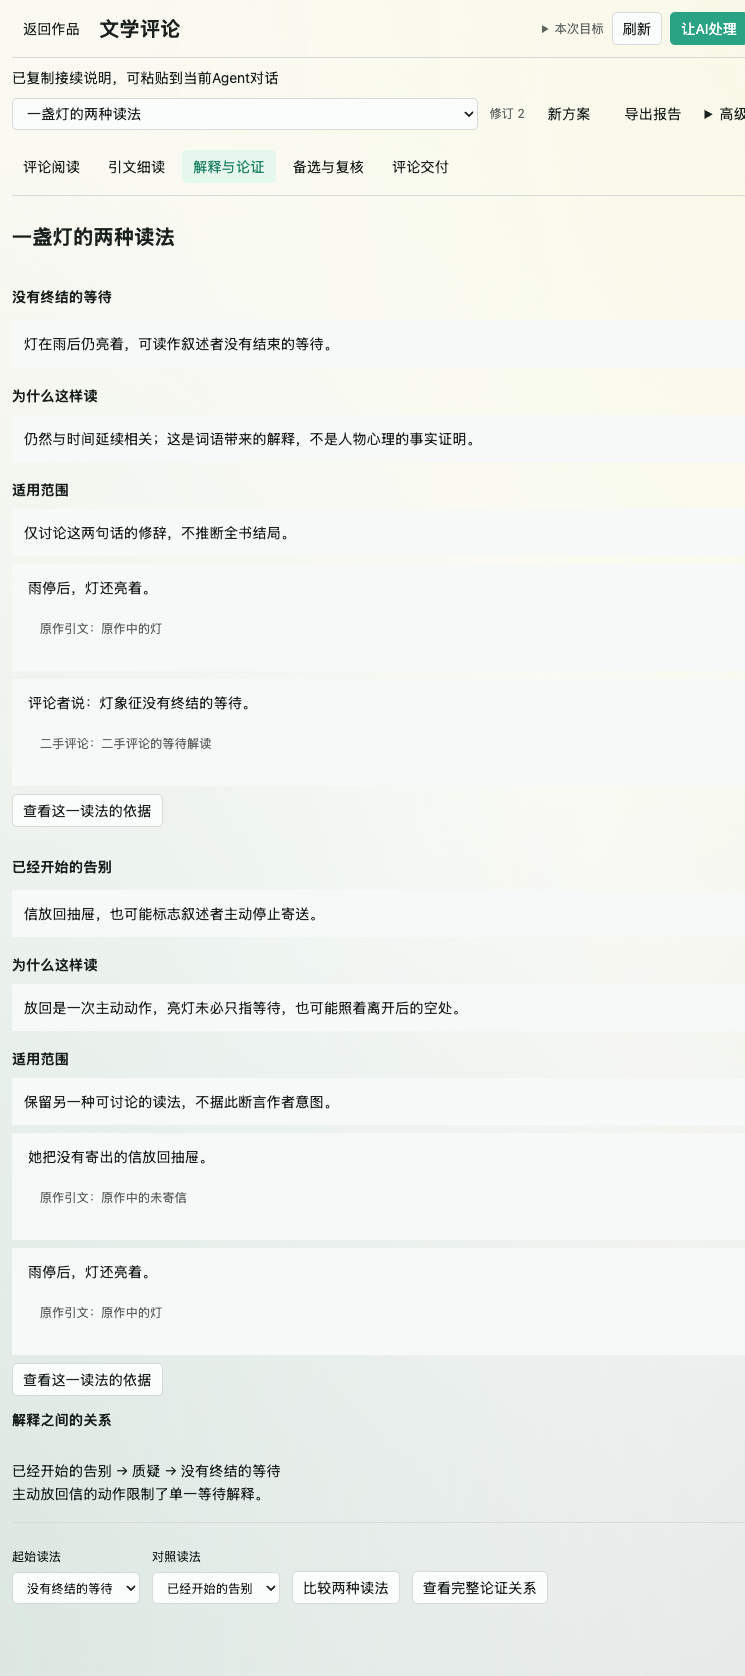 返回作品
文学评论
▶ 本次目标
刷新
让AI处理
已复制接续说明，可粘贴到当前Agent对话
一盏灯的两种读法
修订 2
新方案
导出报告
▶ 高级
评论阅读
引文细读
解释与论证
备选与复核
评论交付
一盏灯的两种读法
没有终结的等待
灯在雨后仍亮着，可读作叙述者没有结束的等待。
为什么这样读
仍然与时间延续相关；这是词语带来的解释，不是人物心理的事实证明。
适用范围
仅讨论这两句话的修辞，不推断全书结局。
雨停后，灯还亮着。
原作引文：原作中的灯
评论者说：灯象征没有终结的等待。
二手评论：二手评论的等待解读
查看这一读法的依据
已经开始的告别
信放回抽屉，也可能标志叙述者主动停止寄送。
为什么这样读
放回是一次主动动作，亮灯未必只指等待，也可能照着离开后的空处。
适用范围
保留另一种可讨论的读法，不据此断言作者意图。
她把没有寄出的信放回抽屉。
原作引文：原作中的未寄信
雨停后，灯还亮着。
原作引文：原作中的灯
查看这一读法的依据
解释之间的关系
已经开始的告别 → 质疑 → 没有终结的等待
主动放回信的动作限制了单一等待解释。
起始读法
对照读法
没有终结的等待
已经开始的告别
比较两种读法
查看完整论证关系